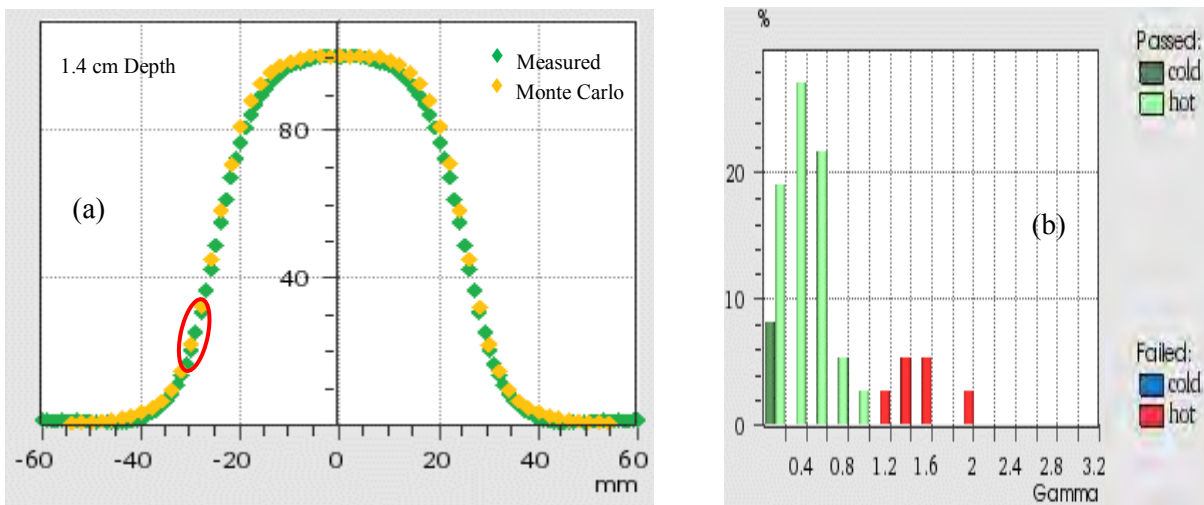 1.4 cm Depth
Measured
Monte Carlo
(a)
80
40
-60 -40 -20 0 20 40 60
mm
%
20
10
0
(b)
0.4 0.8 1.2 1.6 2 2.4 2.8 3.2
Gamma
Passed:
cold
hot
Failed:
cold
hot